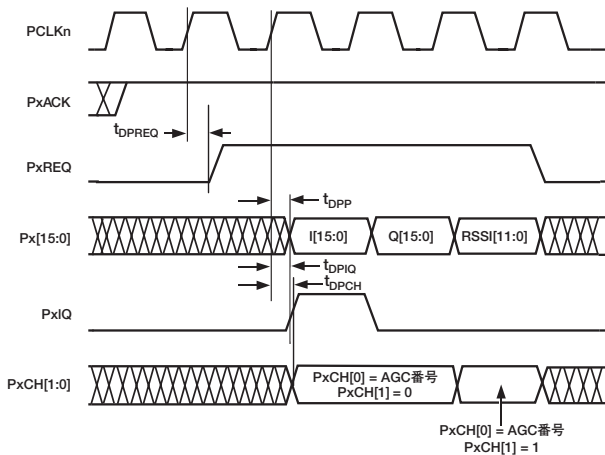 PCLKn
PxACK
tDPREQ
PxREQ
tDPP
Px[15:0]
I[15:0]
Q[15:0]
RSSI[11:0]
tDPIQ
tDPCH
PxIQ
PxCH[1:0]
PxCH[0] = AGC番号
PxCH[1] = 0
PxCH[0] = AGC番号
PxCH[1] = 1